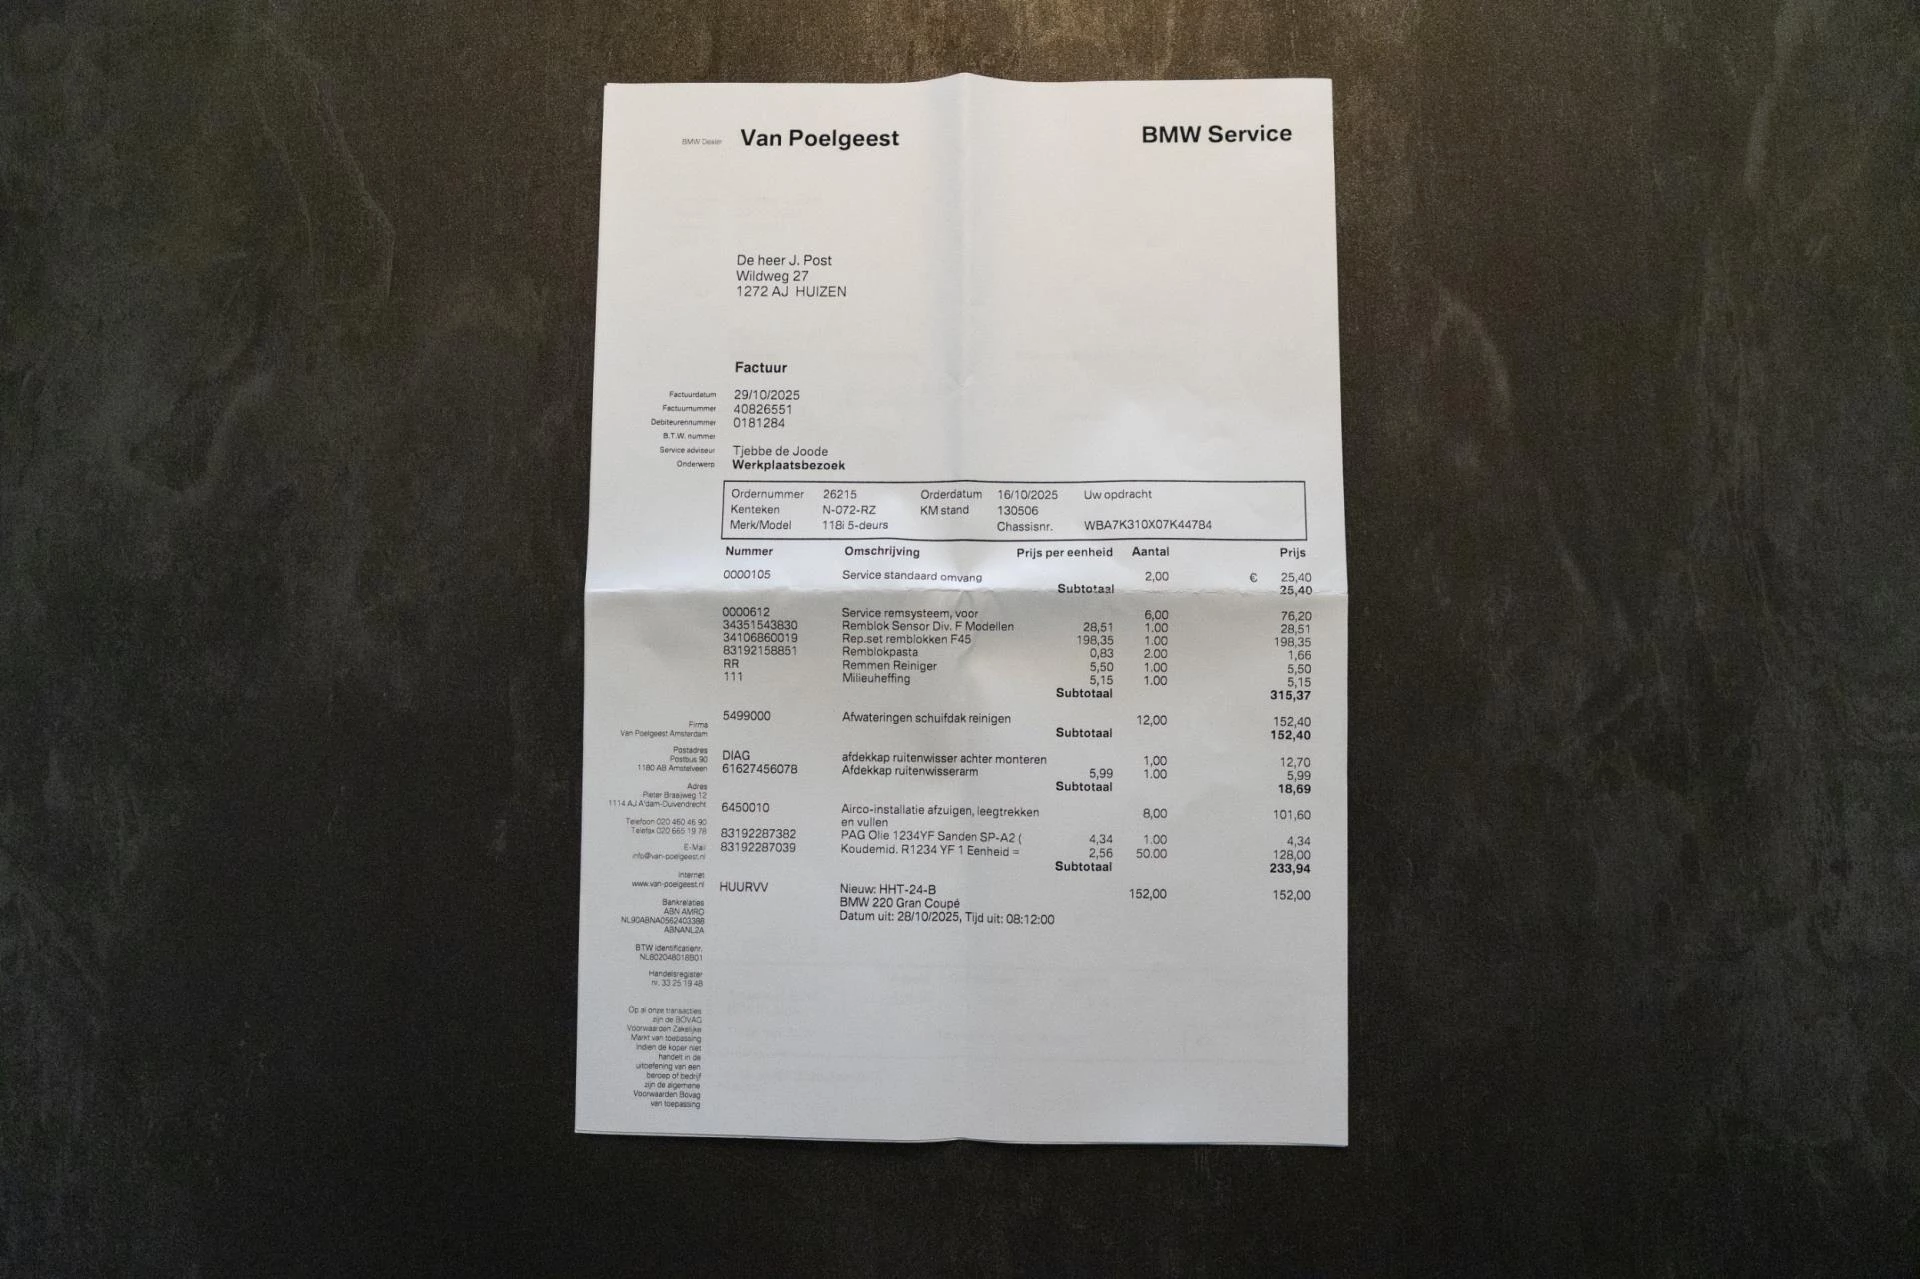 BMW Dealer Van Poelgeest BMW Service
De heer J. Post
Wildweg 27
1272 AJ HUIZEN
Factuur
Factuurdatum 29/10/2025
Factuurnummer 40826551
Debiteurennummer 0181284
B.T.W. nummer
Service adviseur Tjebbe de Joode
Onderwerp Werkplaatsbezoek
Ordernummer 26215 Orderdatum 16/10/2025 Uw opdracht
Kenteken N-072-RZ KM stand 130506
Merk/Model 118i 5-deurs Chassisnr. WBA7K310X07K44784
Nummer Omschrijving Prijs per eenheid Aantal Prijs
0000105 Service standaard omvang 2,00 € 25,40
Subtotaal 25,40
0000612 Service remsysteem, voor 6,00 76,20
34351543830 Remblok Sensor Div. F Modellen 28,51 1.00 28,51
34106860019 Rep.set remblokken F45 198,35 1.00 198,35
83192158851 Remblokpasta 0,83 2.00 1,66
RR Remmen Reiniger 5,50 1.00 5,50
111 Milieuheffing 5,15 1.00 5,15
Subtotaal 315,37
5499000 Afwateringen schuifdak reinigen 12,00 152,40
Subtotaal 152,40
DIAG afdekkap ruitenwisser achter monteren 1,00 12,70
61627456078 Afdekkap ruitenwisserarm 5,99 1.00 5,99
Subtotaal 18,69
6450010 Airco-installatie afzuigen, leegtrekken 8,00 101,60
en vullen
83192287382 PAG Olie 1234YF Sanden SP-A2 ( 4,34 1.00 4,34
83192287039 Koudemid. R1234 YF 1 Eenheid = 2,56 50.00 128,00
Subtotaal 233,94
HUURVV Nieuw: HHT-24-B 152,00 152,00
BMW 220 Gran Coupé
Datum uit: 28/10/2025, Tijd uit: 08:12:00
Firma
Van Poelgeest Amsterdam
Postadres
Postbus 90
1180 AB Amstelveen
Adres
Pieter Braaijweg 12
1114 AJ A'dam-Duivendrecht
Telefoon 020 460 46 90
Telefax 020 665 19 78
E-Mail
info@van-poelgeest.nl
Internet
www.van-poelgeest.nl
Bankrelaties
ABN AMRO
NL90ABNA0562403388
ABNANL2A
BTW identificatienr.
NL802048018B01
Handelsregister
nr. 33 25 19 48
Op al onze transacties
zijn de BOVAG
Voorwaarden Zakelijke
Markt van toepassing
Indien de koper niet
handelt in de
uitoefening van een
beroep of bedrijf
zijn de algemene
Voorwaarden Bovag
van toepassing